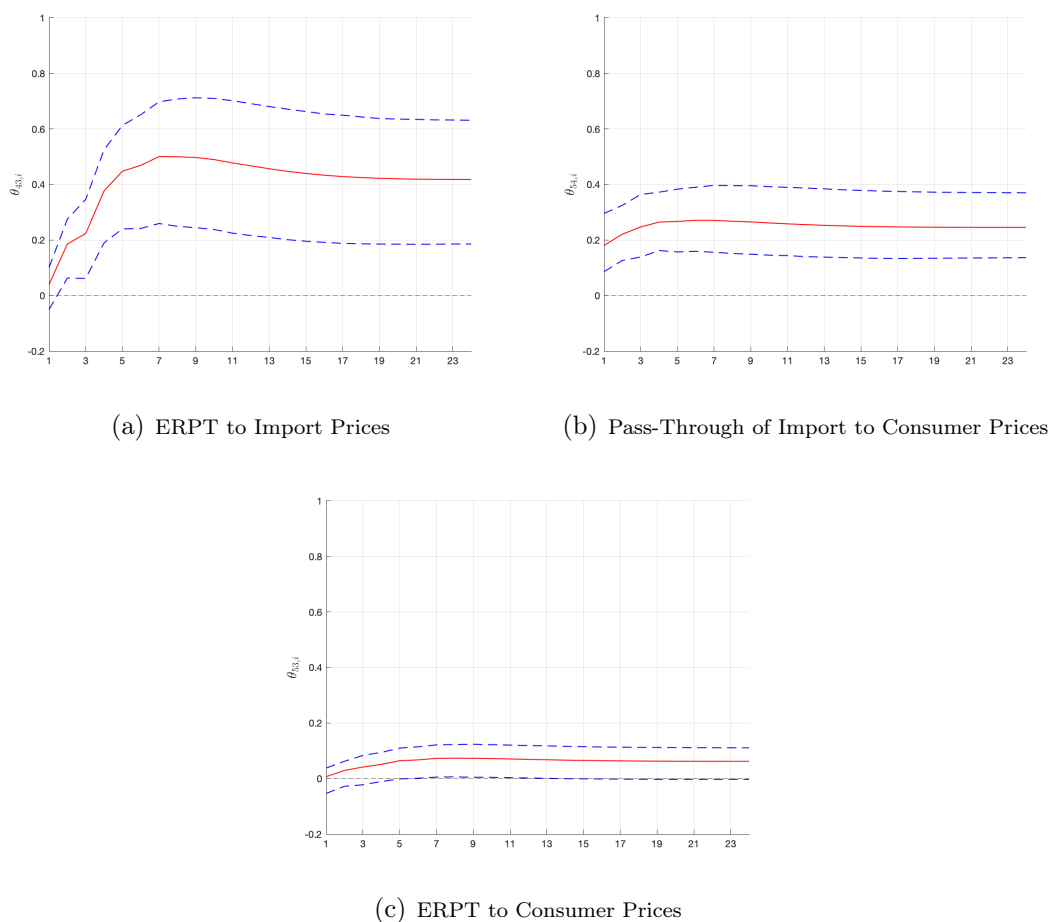 1
0.8
0.6
0.4
0.2
0
-0.2
1 3 5 7 9 11 13 15 17 19 21 23
θ43,i
(a) ERPT to Import Prices
1
0.8
0.6
0.4
0.2
0
-0.2
1 3 5 7 9 11 13 15 17 19 21 23
θ54,i
(b) Pass-Through of Import to Consumer Prices
1
0.8
0.6
0.4
0.2
0
-0.2
1 3 5 7 9 11 13 15 17 19 21 23
θ53,i
(c) ERPT to Consumer Prices